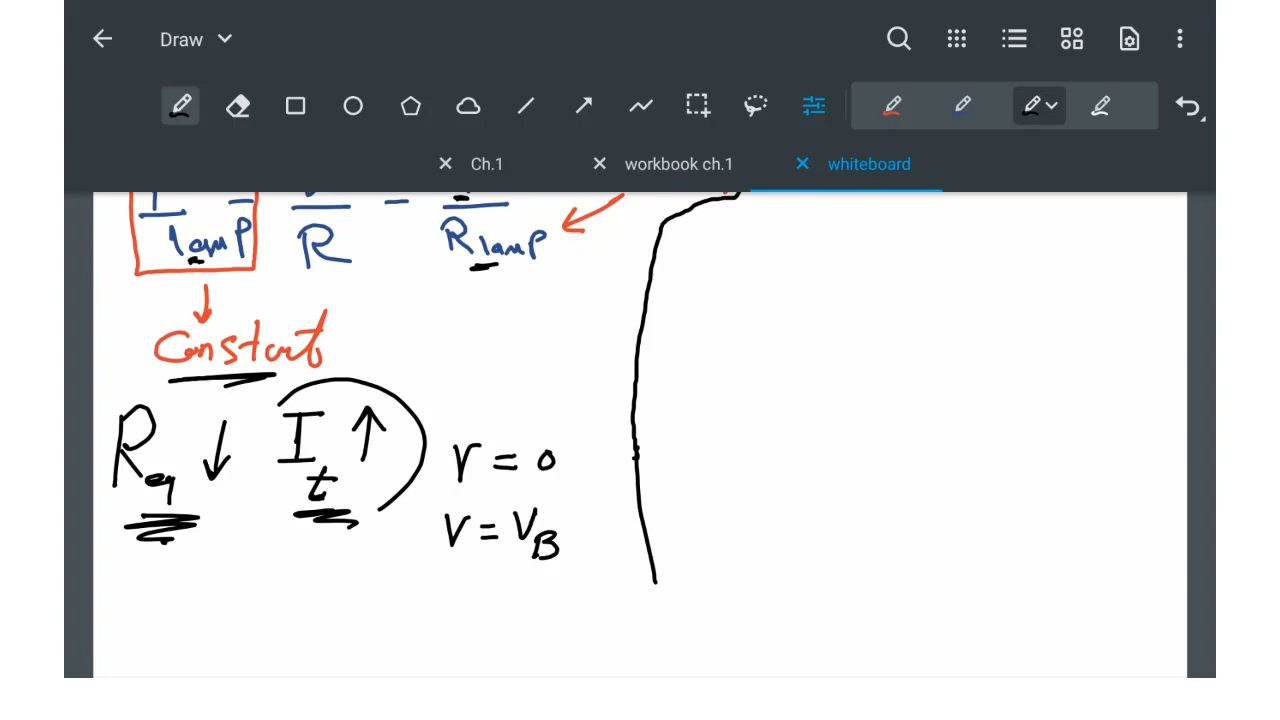 Draw
Ch.1
workbook ch.1
whiteboard
I lamp = V/R = V/R lamp
Constant
Req ↓ It ↑
r = 0
V = VB